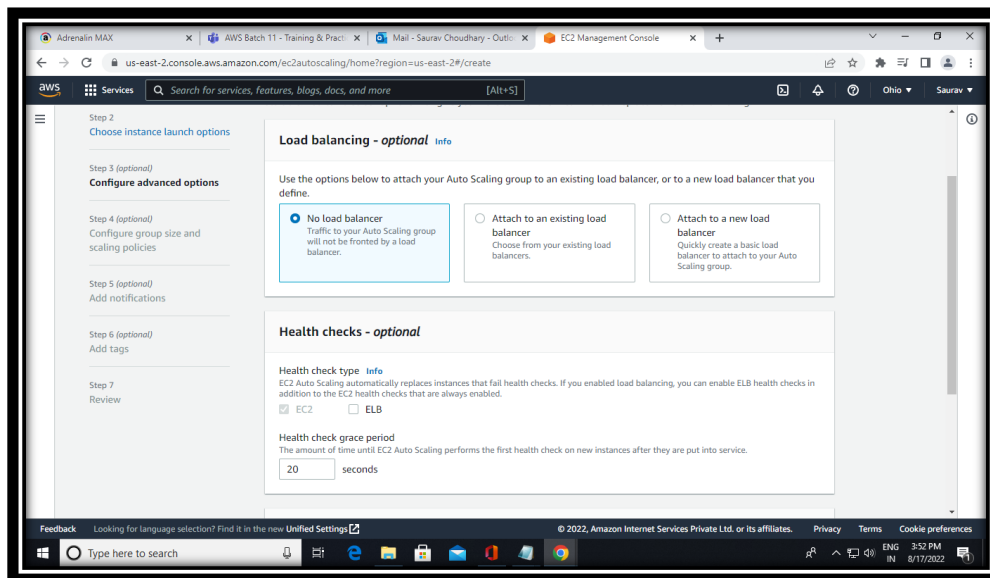 Adrenalin MAX
AWS Batch 11 - Training & Practi
Mail - Saurav Choudhary - Outlo
EC2 Management Console
us-east-2.console.aws.amazon.com/ec2autoscaling/home?region=us-east-2#/create
aws
Services
Search for services, features, blogs, docs, and more
[Alt+S]
Ohio
Saurav
Step 2
Choose instance launch options
Step 3 (optional)
Configure advanced options
Step 4 (optional)
Configure group size and
scaling policies
Step 5 (optional)
Add notifications
Step 6 (optional)
Add tags
Step 7
Review
Load balancing - optional Info
Use the options below to attach your Auto Scaling group to an existing load balancer, or to a new load balancer that you
define.
No load balancer
Traffic to your Auto Scaling group
will not be fronted by a load
balancer.
Attach to an existing load
balancer
Choose from your existing load
balancers.
Attach to a new load
balancer
Quickly create a basic load
balancer to attach to your Auto
Scaling group.
Health checks - optional
Health check type Info
EC2 Auto Scaling automatically replaces instances that fail health checks. If you enabled load balancing, you can enable ELB health checks in
addition to the EC2 health checks that are always enabled.
EC2
ELB
Health check grace period
The amount of time until EC2 Auto Scaling performs the first health check on new instances after they are put into service.
20 seconds
Feedback
Looking for language selection? Find it in the new Unified Settings
© 2022, Amazon Internet Services Private Ltd. or its affiliates.
Privacy
Terms
Cookie preferences
Type here to search
ENG
IN
3:52 PM
8/17/2022
1